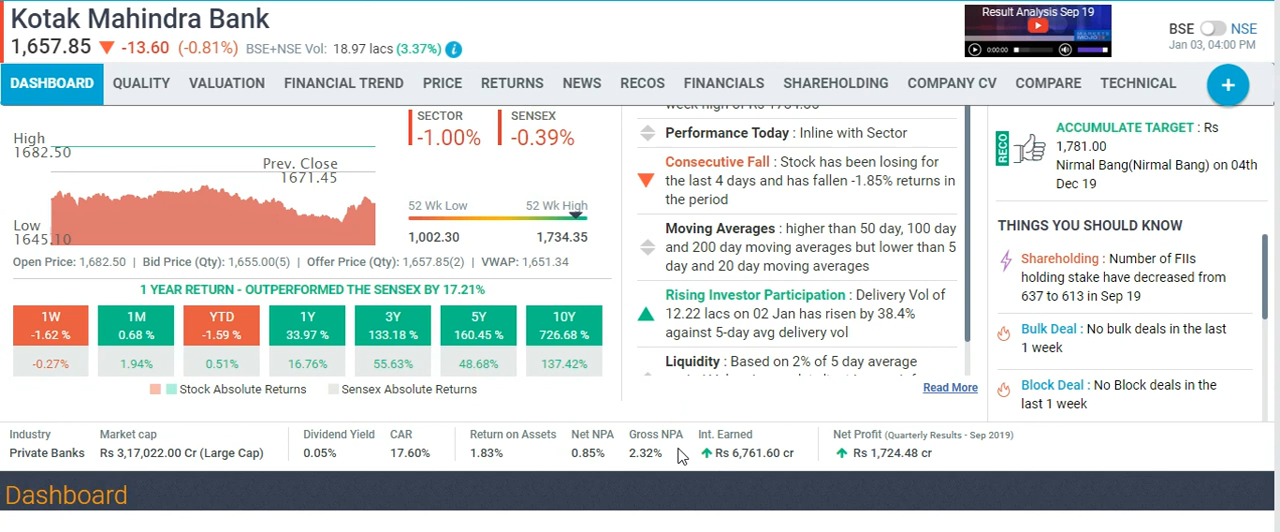 Kotak Mahindra Bank
1,657.85 -13.60 (-0.81%) BSE+NSE Vol: 18.97 lacs (3.37%) i
Result Analysis Sep 19
0:00:00
BSE NSE
Jan 03, 04:00 PM
DASHBOARD QUALITY VALUATION FINANCIAL TREND PRICE RETURNS NEWS RECOS FINANCIALS SHAREHOLDING COMPANY CV COMPARE TECHNICAL +
High
1682.50
Prev. Close
1671.45
Low
1645.10
SECTOR
-1.00%
SENSEX
-0.39%
52 Wk Low 52 Wk High
1,002.30 1,734.35
Open Price: 1,682.50 | Bid Price (Qty): 1,655.00(5) | Offer Price (Qty): 1,657.85(2) | VWAP: 1,651.34
1 YEAR RETURN - OUTPERFORMED THE SENSEX BY 17.21%
1W 1M YTD 1Y 3Y 5Y 10Y
-1.62 % 0.68 % -1.59 % 33.97 % 133.18 % 160.45 % 726.68 %
-0.27% 1.94% 0.51% 16.76% 55.63% 48.68% 137.42%
Stock Absolute Returns Sensex Absolute Returns
Performance Today : Inline with Sector
Consecutive Fall : Stock has been losing for
the last 4 days and has fallen -1.85% returns in
the period
Moving Averages : higher than 50 day, 100 day
and 200 day moving averages but lower than 5
day and 20 day moving averages
Rising Investor Participation : Delivery Vol of
12.22 lacs on 02 Jan has risen by 38.4%
against 5-day avg delivery vol
Liquidity : Based on 2% of 5 day average
Read More
RECO
ACCUMULATE TARGET : Rs
1,781.00
Nirmal Bang(Nirmal Bang) on 04th
Dec 19
THINGS YOU SHOULD KNOW
Shareholding : Number of FIIs
holding stake have decreased from
637 to 613 in Sep 19
Bulk Deal : No bulk deals in the last
1 week
Block Deal : No Block deals in the
last 1 week
Industry Market cap Dividend Yield CAR Return on Assets Net NPA Gross NPA Int. Earned Net Profit (Quarterly Results - Sep 2019)
Private Banks Rs 3,17,022.00 Cr (Large Cap) 0.05% 17.60% 1.83% 0.85% 2.32% Rs 6,761.60 cr Rs 1,724.48 cr
Dashboard